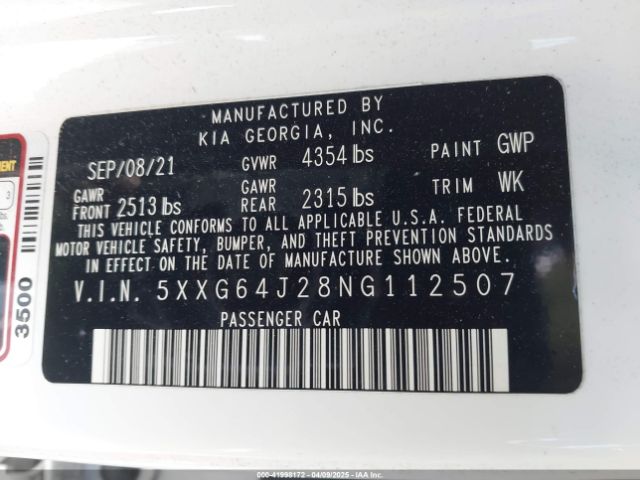 MANUFACTURED BY
KIA GEORGIA, INC.
SEP/08/21 GVWR 4354 lbs PAINT GWP
GAWR FRONT 2513 lbs GAWR REAR 2315 lbs TRIM WK
THIS VEHICLE CONFORMS TO ALL APPLICABLE U.S.A. FEDERAL
MOTOR VEHICLE SAFETY, BUMPER, AND THEFT PREVENTION STANDARDS
IN EFFECT ON THE DATE OF MANUFACTURE SHOWN ABOVE.
V.I.N. 5XXG64J28NG112507
PASSENGER CAR
3500
000-41998172 - 04/09/2025 - IAA Inc.